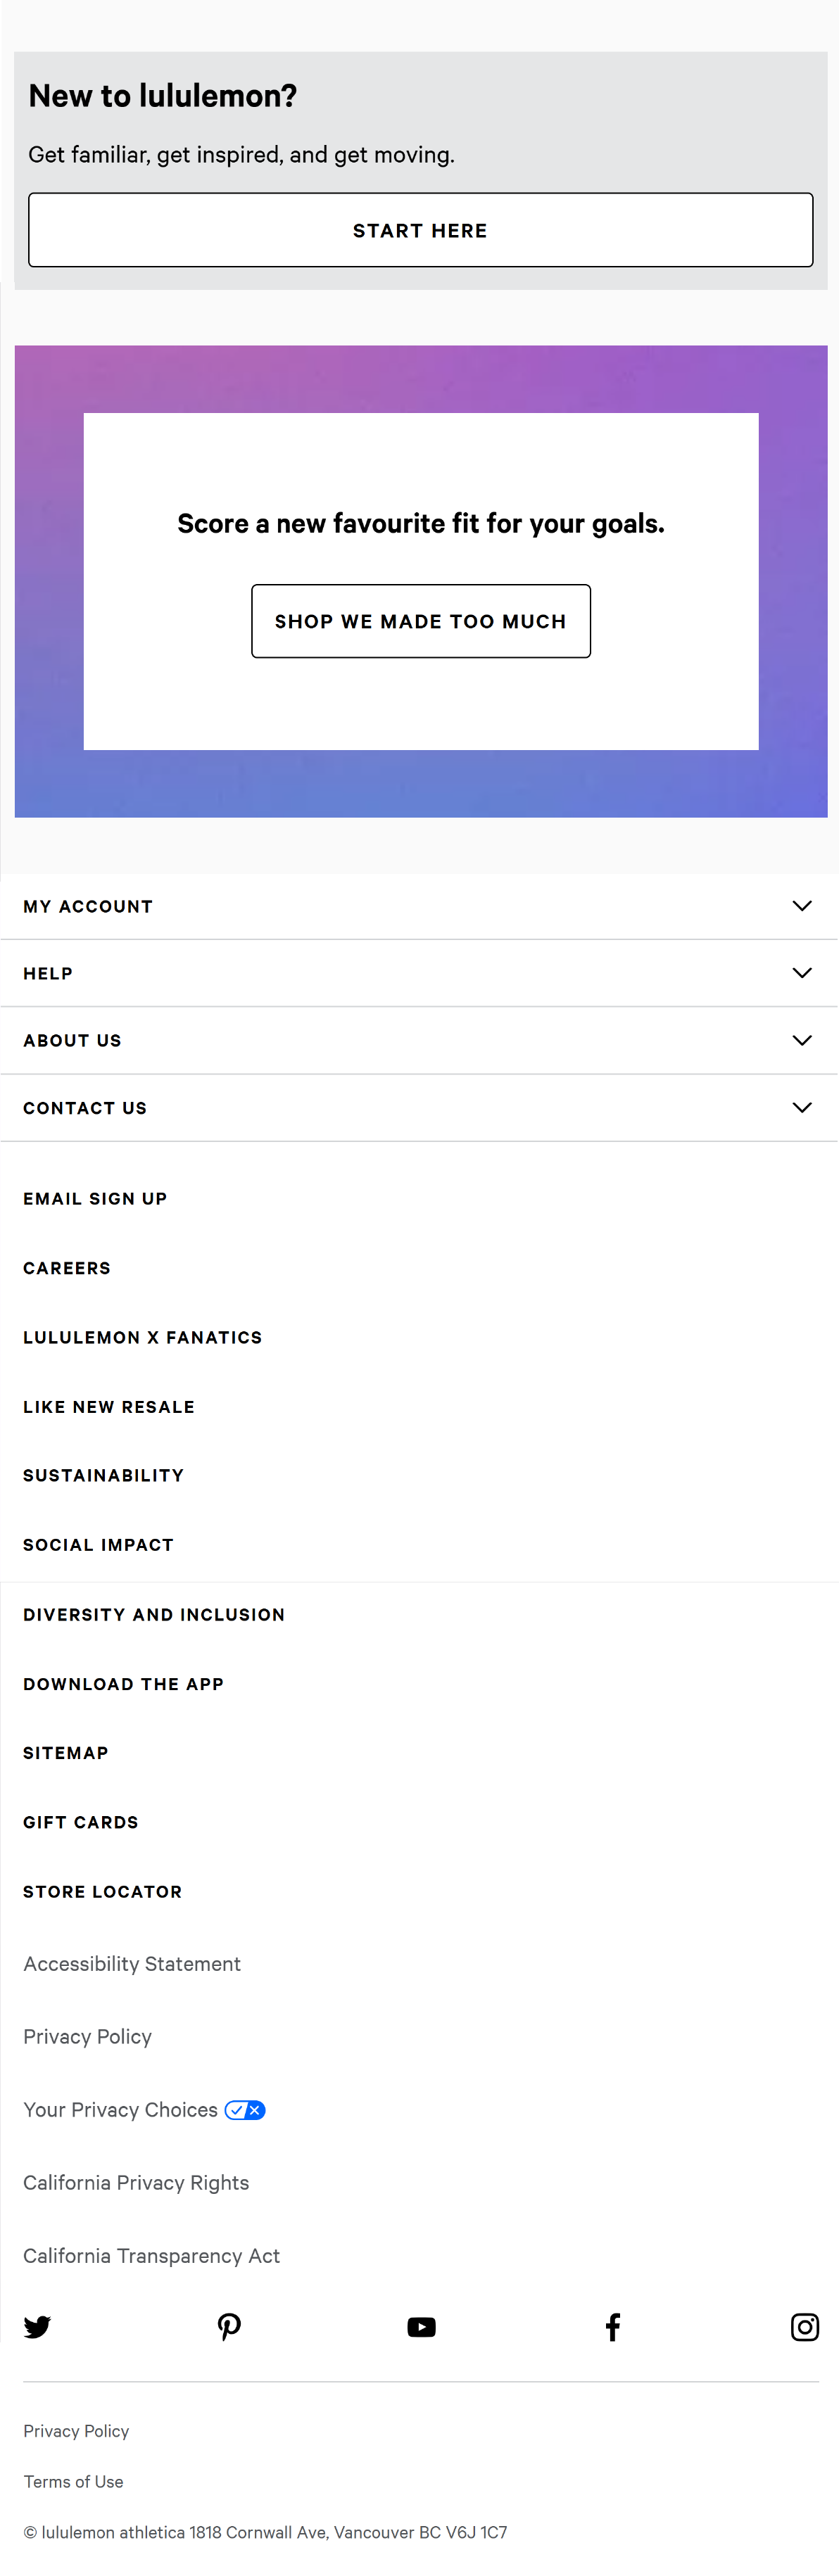 New to lululemon?
Get familiar, get inspired, and get moving.
START HERE
Score a new favourite fit for your goals.
SHOP WE MADE TOO MUCH
MY ACCOUNT
HELP
ABOUT US
CONTACT US
EMAIL SIGN UP
CAREERS
LULULEMON X FANATICS
LIKE NEW RESALE
SUSTAINABILITY
SOCIAL IMPACT
DIVERSITY AND INCLUSION
DOWNLOAD THE APP
SITEMAP
GIFT CARDS
STORE LOCATOR
Accessibility Statement
Privacy Policy
Your Privacy Choices
California Privacy Rights
California Transparency Act
Privacy Policy
Terms of Use
© lululemon athletica 1818 Cornwall Ave, Vancouver BC V6J 1C7